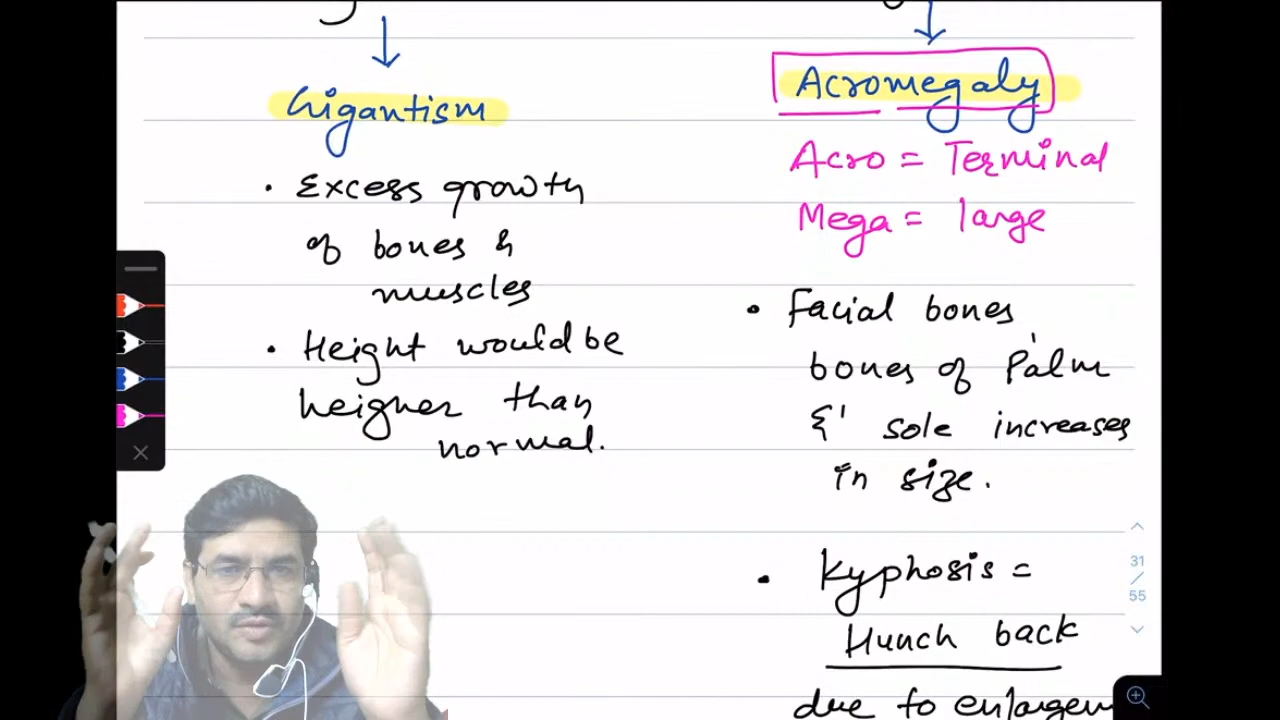 Gigantism
• Excess growth
of bones &
muscles
• Height would be
heigher than
normal.
Acromegaly
Acro = Terminal
Mega = large
• Facial bones
bones of Palm
& sole increases
in size.
• Kyphosis =
Hunch back
due to enlargem
31
/
55